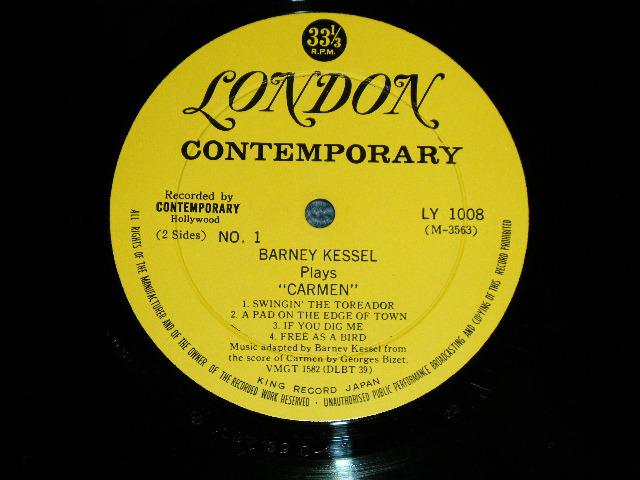 33⅓
R.P.M.
LONDON
CONTEMPORARY
Recorded by
CONTEMPORARY
Hollywood
(2 Sides) NO. 1
LY 1008
(M-3563)
BARNEY KESSEL
Plays
"CARMEN"
1. SWINGIN' THE TOREADOR
2. A PAD ON THE EDGE OF TOWN
3. IF YOU DIG ME
4. FREE AS A BIRD
Music adapted by Barney Kessel from
the score of Carmen by Georges Bizet.
VMGT 1582 (DLBT 39)
KING RECORD JAPAN
ALL RIGHTS OF THE MANUFACTURER AND OF THE OWNER OF THE RECORDED WORK RESERVED · UNAUTHORISED PUBLIC PERFORMANCE BROADCASTING AND COPYING OF THIS RECORD PROHIBITED